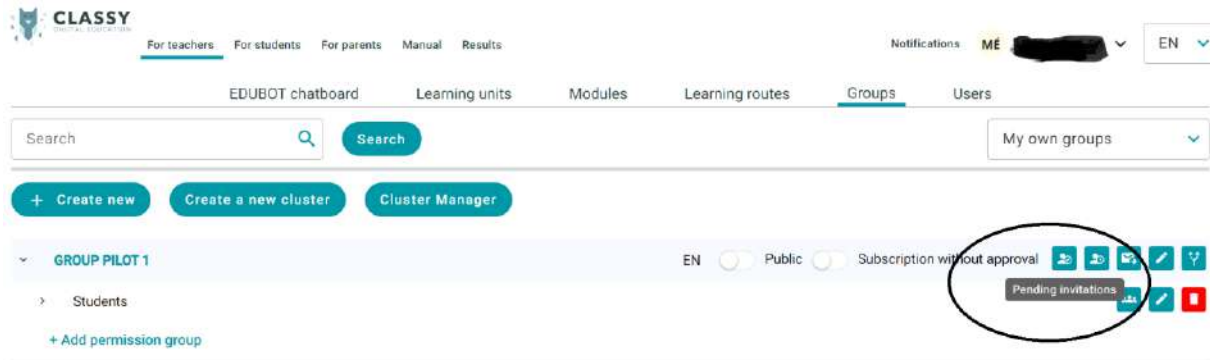 CLASSY
DIGITAL EDUCATION
For teachers For students For parents Manual Results Notifications MÉ EN
EDUBOT chatboard Learning units Modules Learning routes Groups Users
Search Search My own groups
+ Create new Create a new cluster Cluster Manager
GROUP PILOT 1 EN Public Subscription without approval
Pending invitations
Students
+ Add permission group